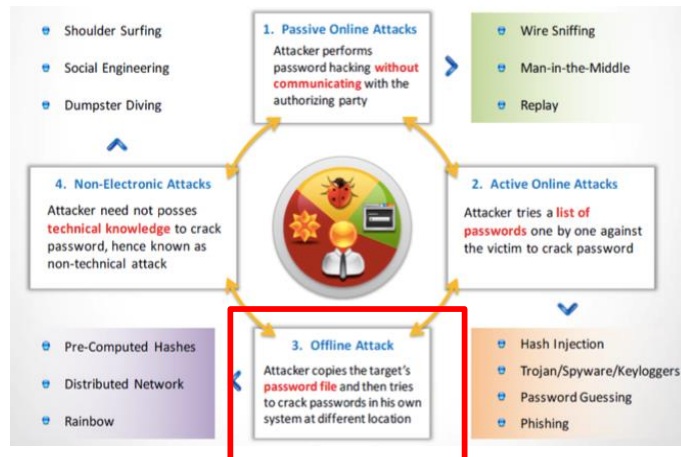 Shoulder Surfing
Social Engineering
Dumpster Diving
1. Passive Online Attacks
Attacker performs
password hacking without
communicating with the
authorizing party
Wire Sniffing
Man-in-the-Middle
Replay
4. Non-Electronic Attacks
Attacker need not posses
technical knowledge to crack
password, hence known as
non-technical attack
2. Active Online Attacks
Attacker tries a list of
passwords one by one against
the victim to crack password
Pre-Computed Hashes
Distributed Network
Rainbow
3. Offline Attack
Attacker copies the target's
password file and then tries
to crack passwords in his own
system at different location
Hash Injection
Trojan/Spyware/Keyloggers
Password Guessing
Phishing